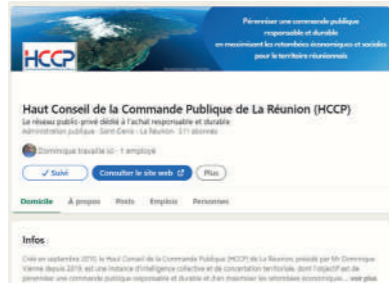 Pérenniser une commande publique
responsable et durable
en maximisant les retombées économiques et sociales
pour le territoire réunionnais
HCCP
Haut Conseil de la Commande Publique de La Réunion (HCCP)
Le réseau public-privé dédié à l'achat responsable et durable
Administration publique · Saint-Denis · La Réunion · 511 abonnés
Dominique travaille ici · 1 employé
✓ Suivi Consulter le site web Plus
Domicile À propos Posts Emplois Personnes
Infos
Créé en septembre 2010, le Haut Conseil de la Commande Publique (HCCP) de La Réunion, présidé par Mr Dominique
Vienne depuis 2019, est une instance d'intelligence collective et de concertation territoriale, dont l'objectif est de
pérenniser une commande publique responsable et durable et d'en maximiser les retombées économiques... voir plus